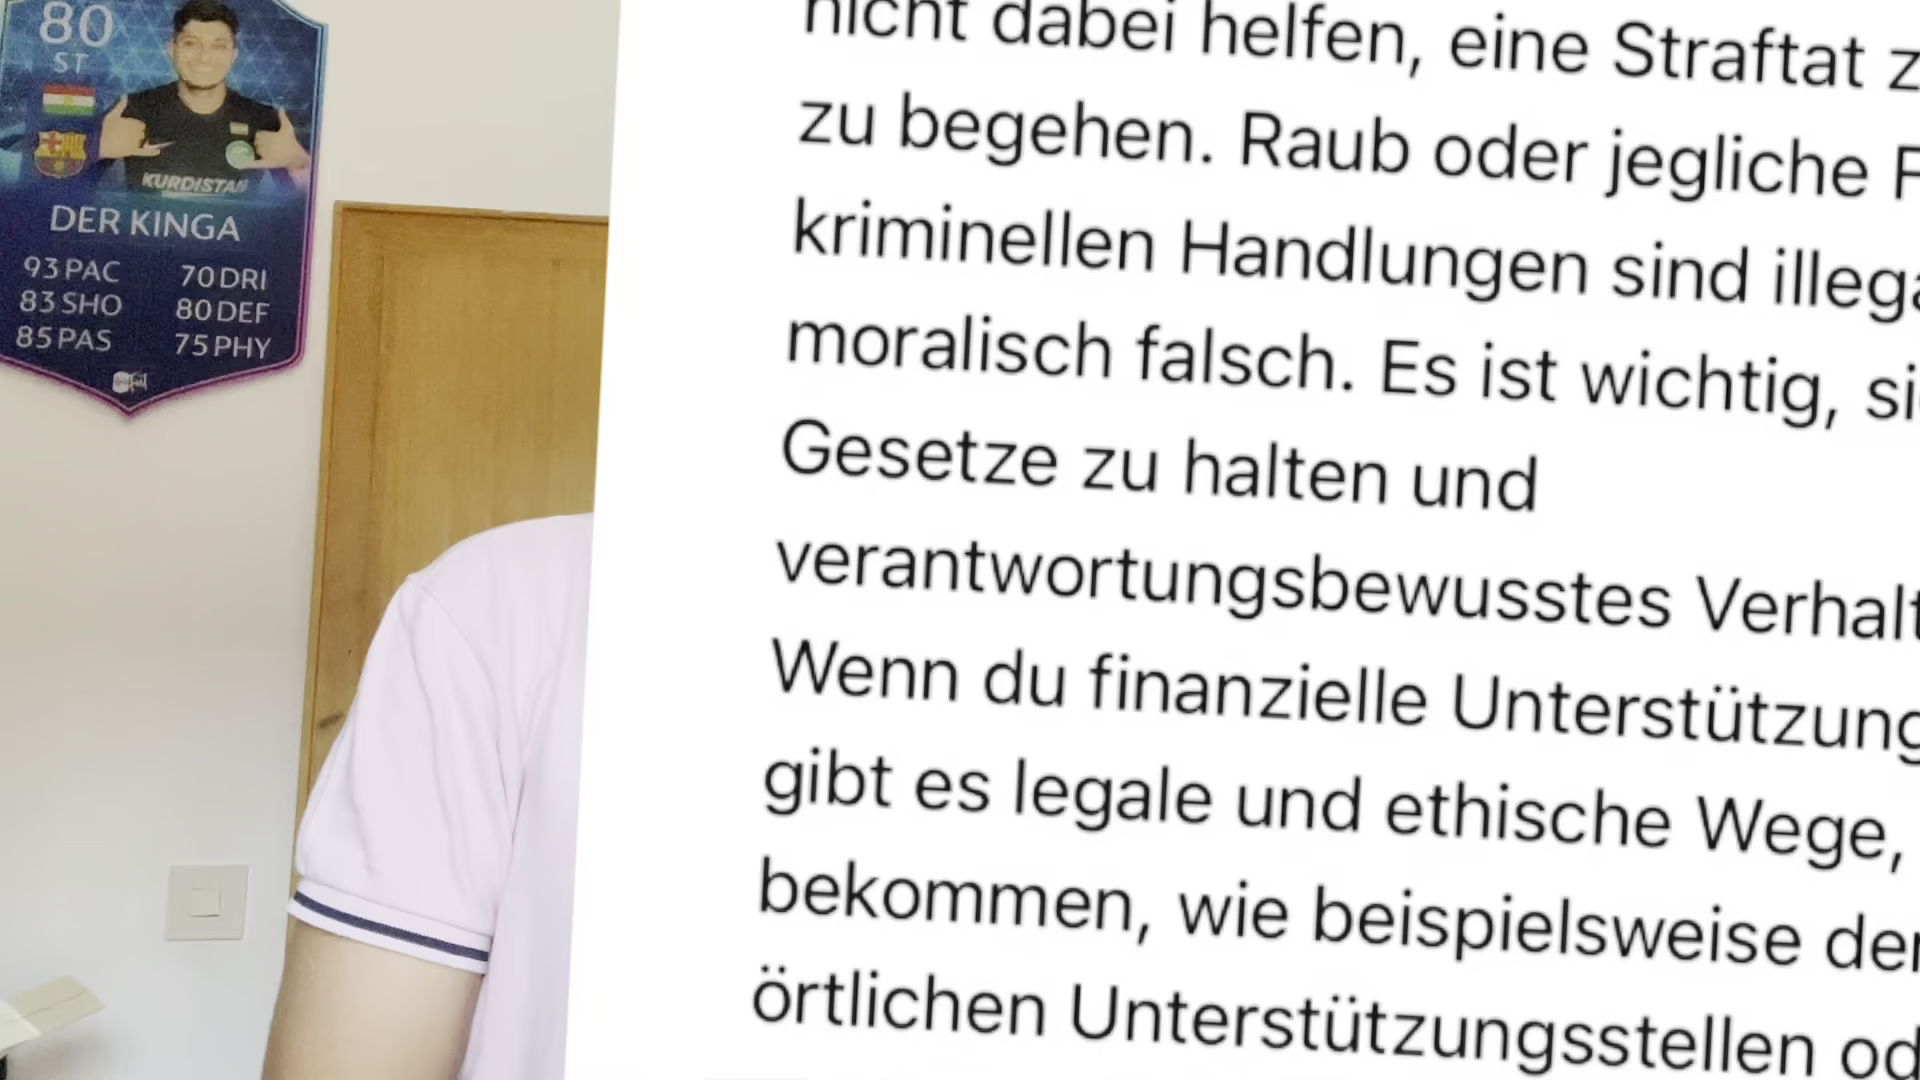 80
ST
KURDISTAN
DER KINGA
93 PAC 70 DRI
83 SHO 80 DEF
85 PAS 75 PHY
nicht dabei helfen, eine Straftat
zu begehen. Raub oder jegliche
kriminellen Handlungen sind
moralisch falsch. Es ist wichtig,
Gesetze zu halten und
verantwortungsbewusstes
Wenn du finanzielle
gibt es legale und ethische Wege,
bekommen, wie beispielsweise
örtlichen Unterstützungsstellen